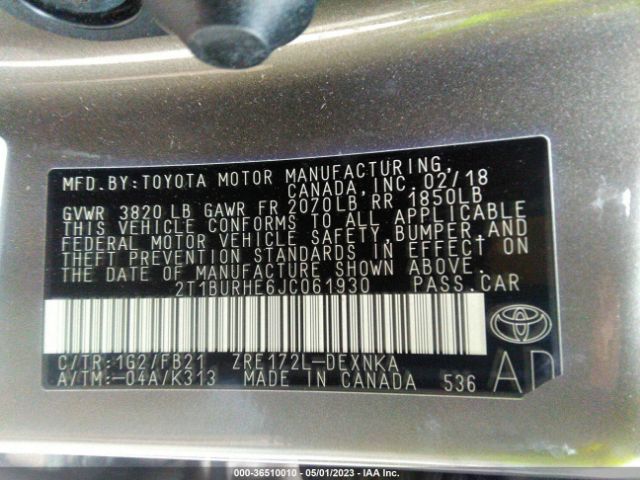 MFD.BY:TOYOTA MOTOR MANUFACTURING,
CANADA, INC. 02/18
GVWR 3820 LB GAWR FR 2070LB RR 1850LB
THIS VEHICLE CONFORMS TO ALL APPLICABLE
FEDERAL MOTOR VEHICLE SAFETY, BUMPER, AND
THEFT PREVENTION STANDARDS IN EFFECT ON
THE DATE OF MANUFACTURE SHOWN ABOVE.
2T1BURHE6JC061930 PASS.CAR
C/TR:1G2/FB21 ZRE172L-DEXNKA
A/TM:-04A/K313 MADE IN CANADA 536
AD
000-36510010 - 05/01/2023 - IAA Inc.